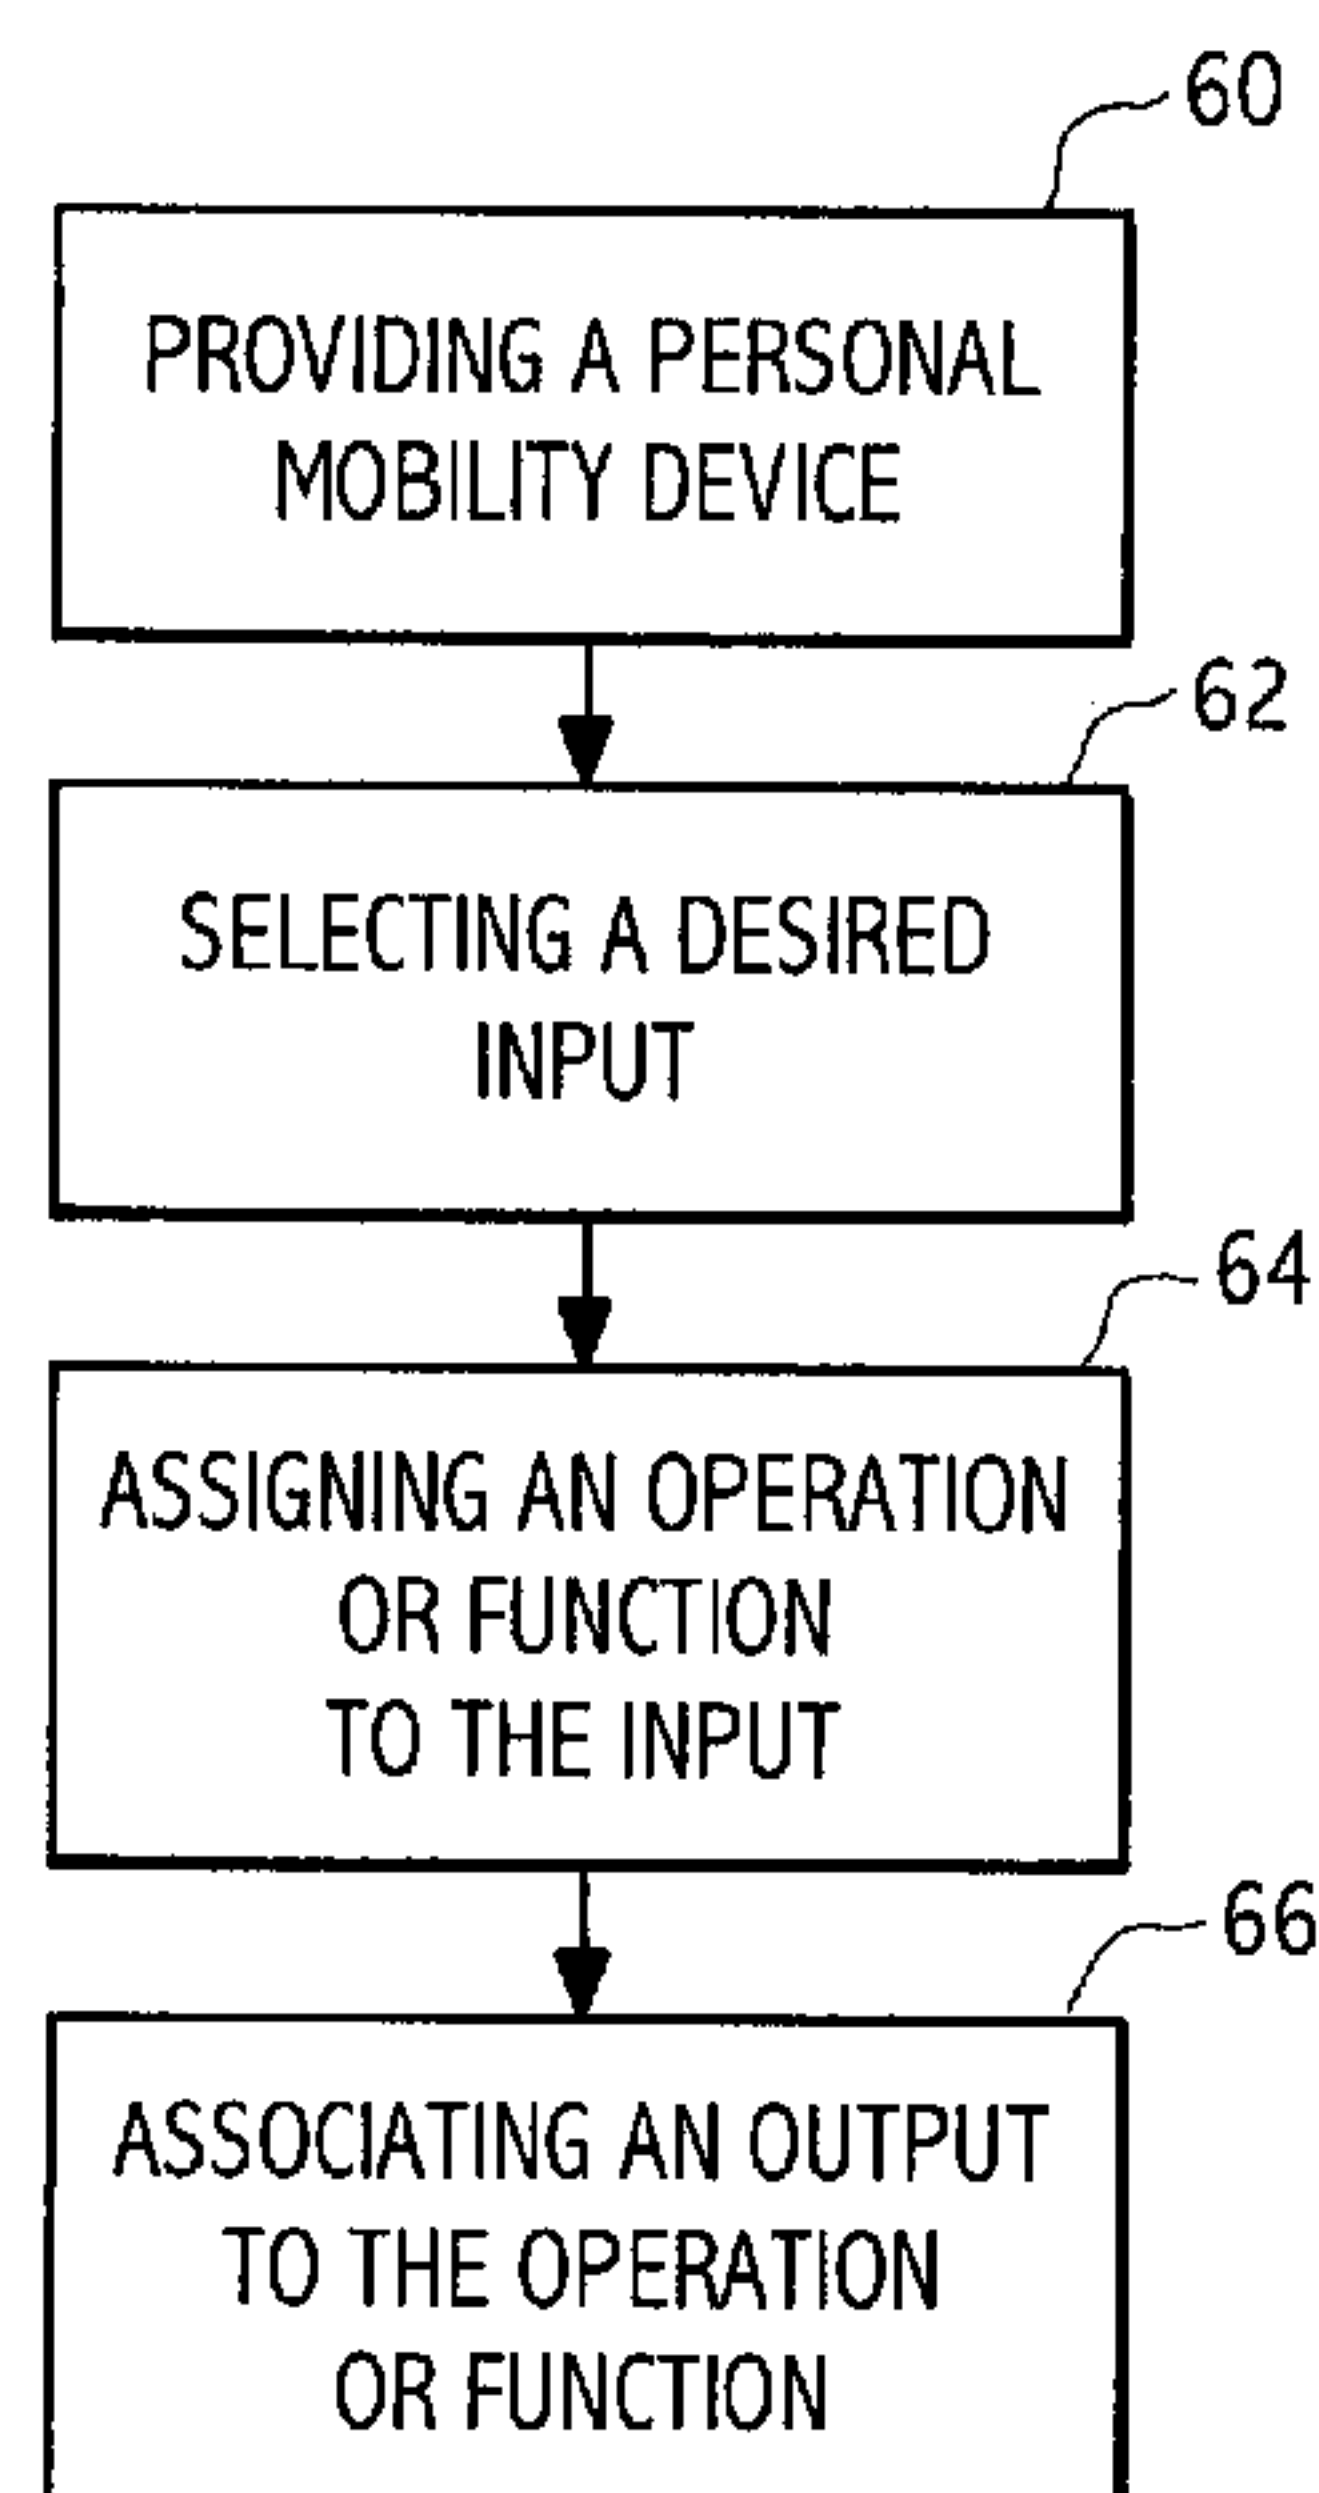 60
PROVIDING A PERSONAL
MOBILITY DEVICE
62
SELECTING A DESIRED
INPUT
64
ASSIGNING AN OPERATION
OR FUNCTION
TO THE INPUT
66
ASSOCIATING AN OUTPUT
TO THE OPERATION
OR FUNCTION